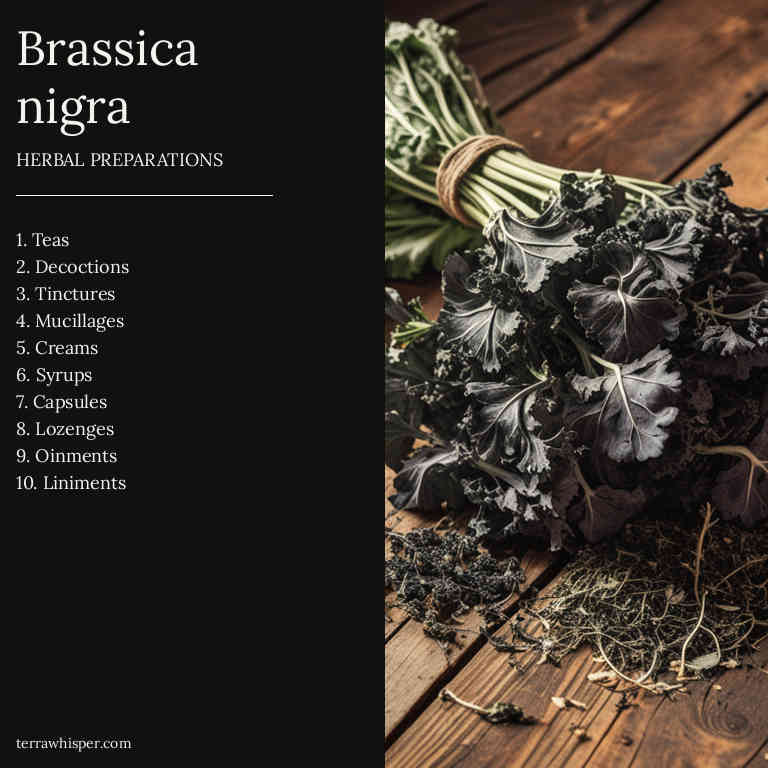 Brassica
nigra
HERBAL PREPARATIONS
1. Teas
2. Decoctions
3. Tinctures
4. Mucillages
5. Creams
6. Syrups
7. Capsules
8. Lozenges
9. Oinments
10. Liniments
terrawhisper.com